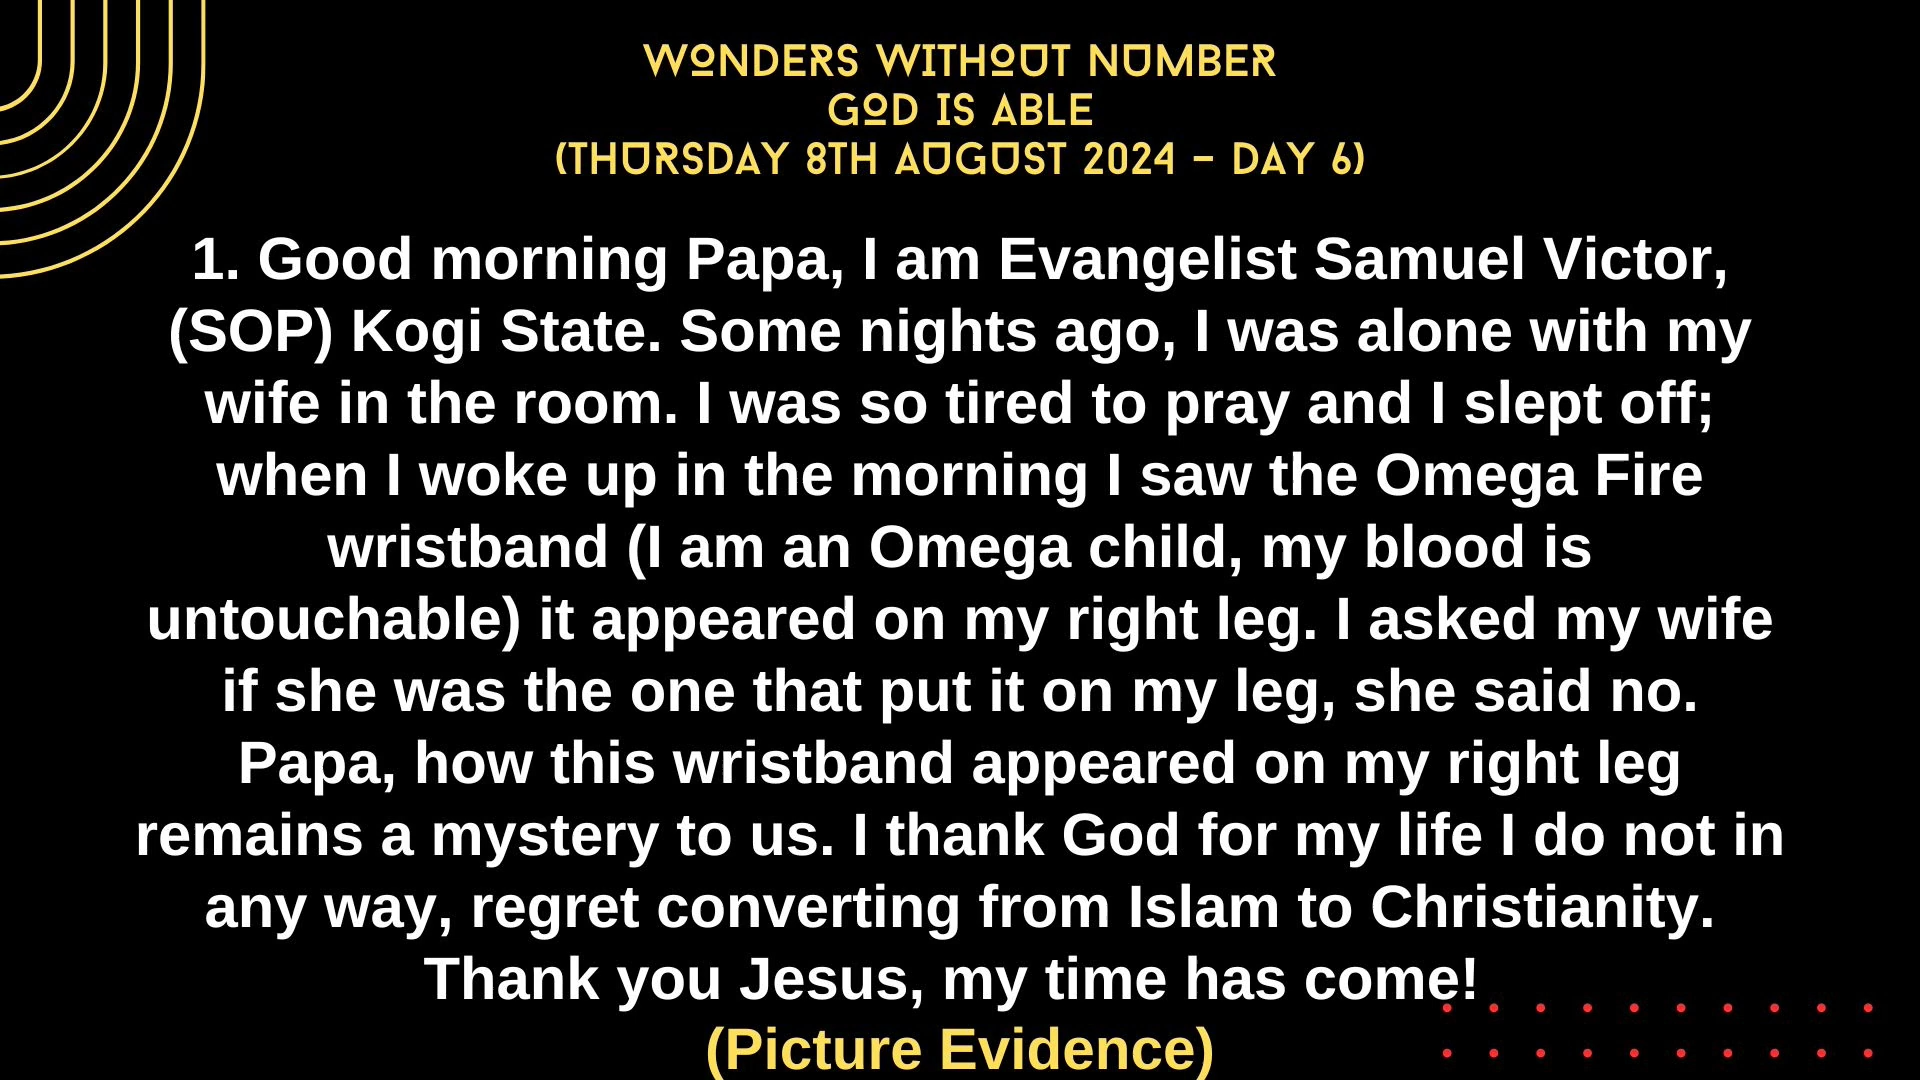 WONDERS WITHOUT NUMBER
GOD IS ABLE
(THURSDAY 8TH AUGUST 2024 – DAY 6)
1. Good morning Papa, I am Evangelist Samuel Victor,
(SOP) Kogi State. Some nights ago, I was alone with my
wife in the room. I was so tired to pray and I slept off;
when I woke up in the morning I saw the Omega Fire
wristband (I am an Omega child, my blood is
untouchable) it appeared on my right leg. I asked my wife
if she was the one that put it on my leg, she said no.
Papa, how this wristband appeared on my right leg
remains a mystery to us. I thank God for my life I do not in
any way, regret converting from Islam to Christianity.
Thank you Jesus, my time has come!
(Picture Evidence)